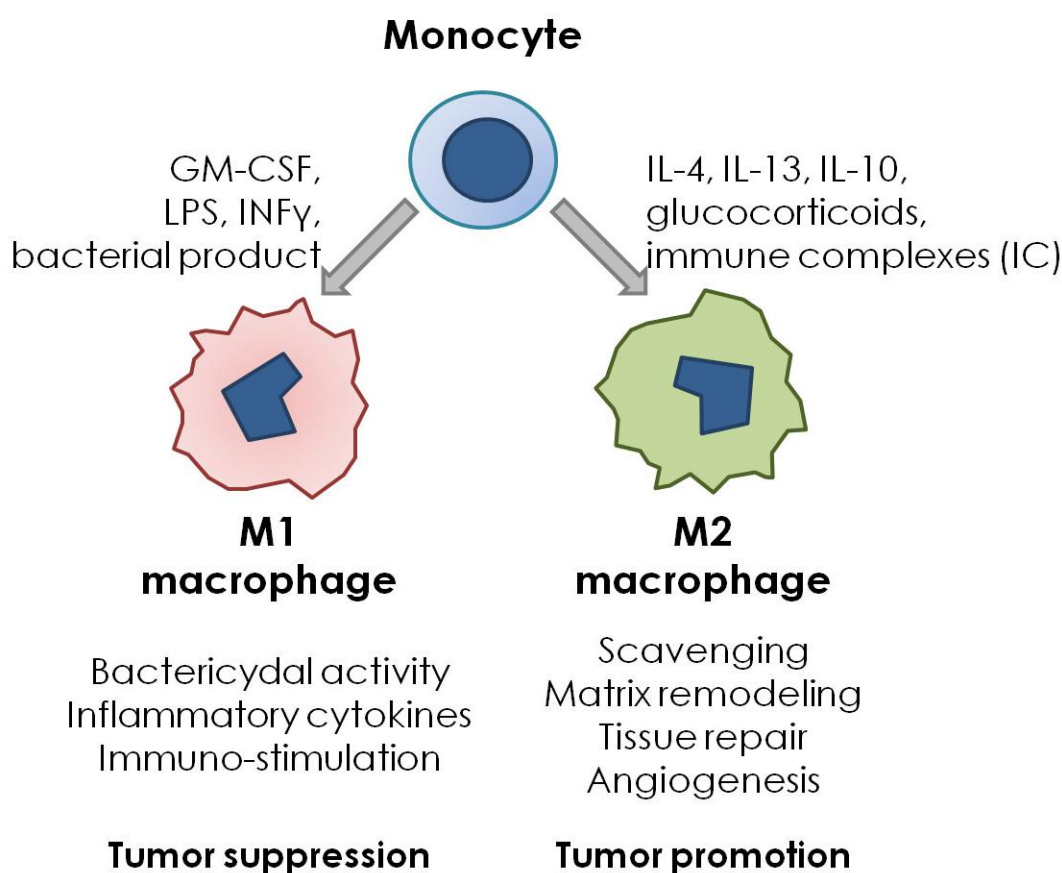 Monocyte
GM-CSF,
LPS, INFγ,
bacterial product
IL-4, IL-13, IL-10,
glucocorticoids,
immune complexes (IC)
M1
macrophage
M2
macrophage
Bactericydal activity
Inflammatory cytokines
Immuno-stimulation
Scavenging
Matrix remodeling
Tissue repair
Angiogenesis
Tumor suppression
Tumor promotion